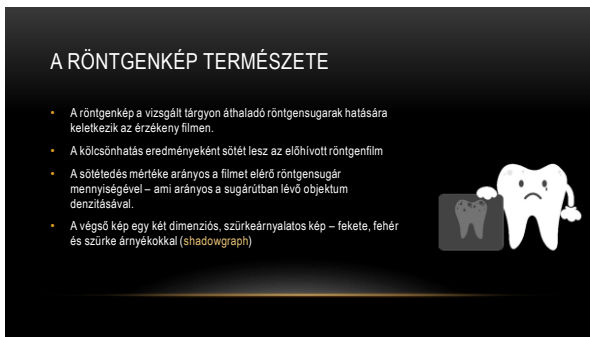 A RÖNTGENKÉP TERMÉSZETE
• A röntgenkép a vizsgált tárgyon áthaladó röntgensugarak hatására
keletkezik az érzékeny filmen.
• A kölcsönhatás eredményeként sötét lesz az előhívott röntgenfilm
• A sötétedés mértéke arányos a filmet elérő röntgensugár
mennyiségével – ami arányos a sugárútban lévő objektum
denzitásával.
• A végső kép egy két dimenziós, szürkeárnyalatos kép – fekete, fehér
és szürke árnyékokkal (shadowgraph)